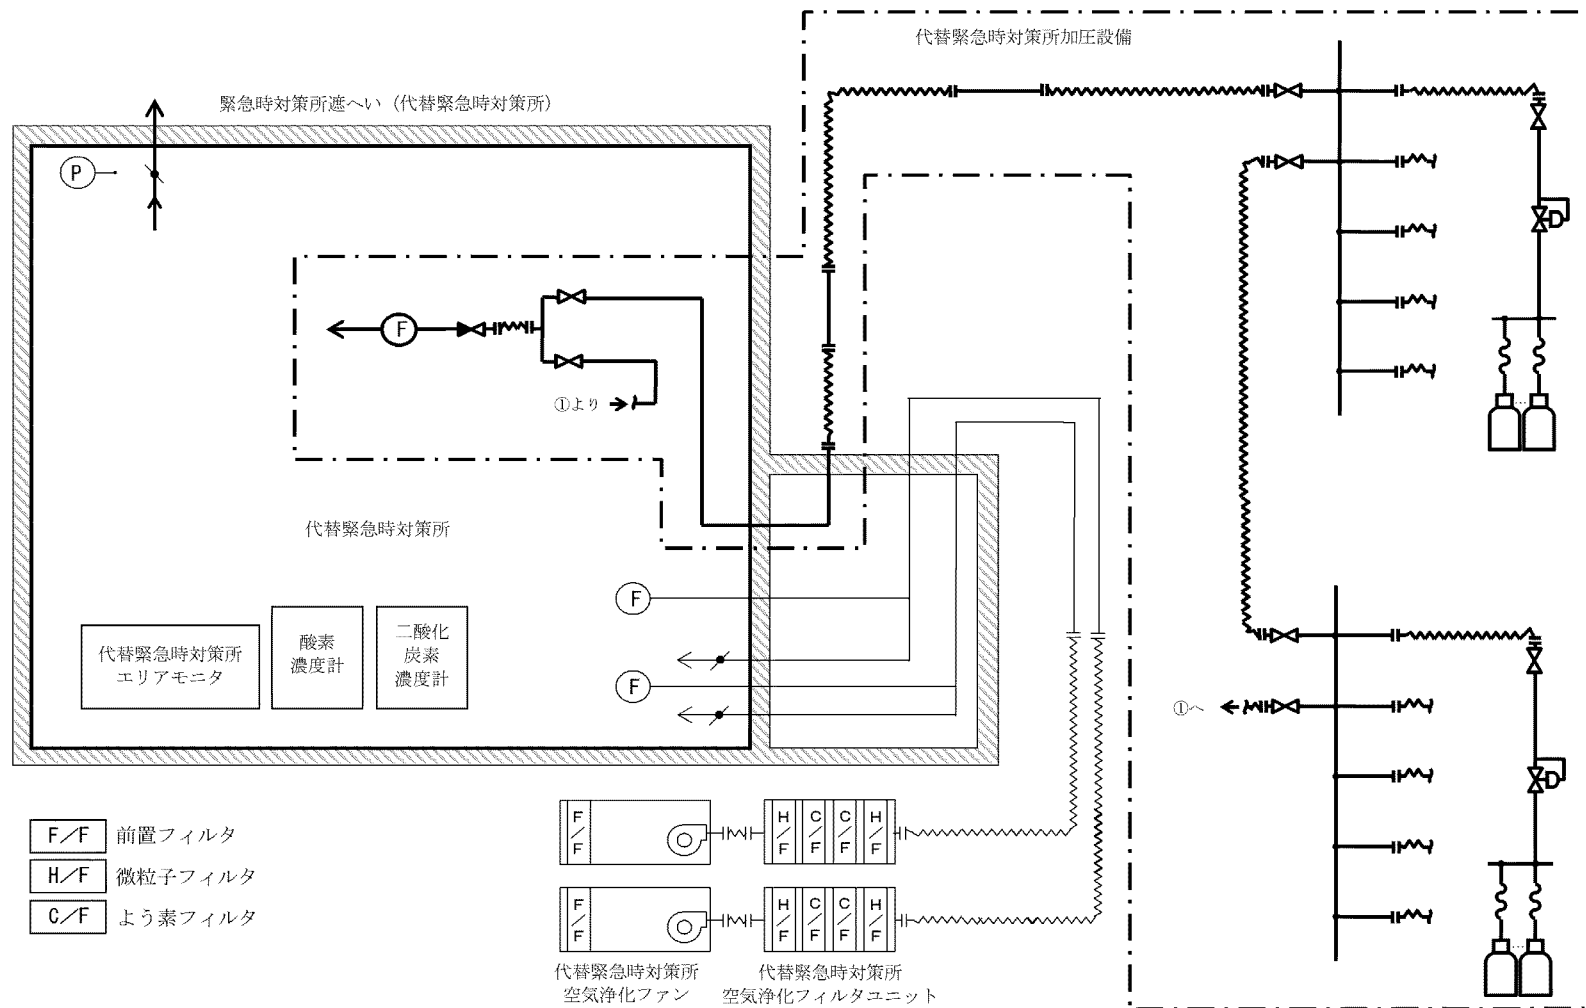 代替緊急時対策所加圧設備
緊急時対策所遮へい（代替緊急時対策所）
P
F
①より
代替緊急時対策所
F
F
代替緊急時対策所
エリアモニタ
酸素
濃度計
二酸化
炭素
濃度計
①へ
F／F 前置フィルタ
H／F 微粒子フィルタ
C／F よう素フィルタ
F／F
H／F C／F C／F H／F
F／F
H／F C／F C／F H／F
代替緊急時対策所
空気浄化ファン
代替緊急時対策所
空気浄化フィルタユニット